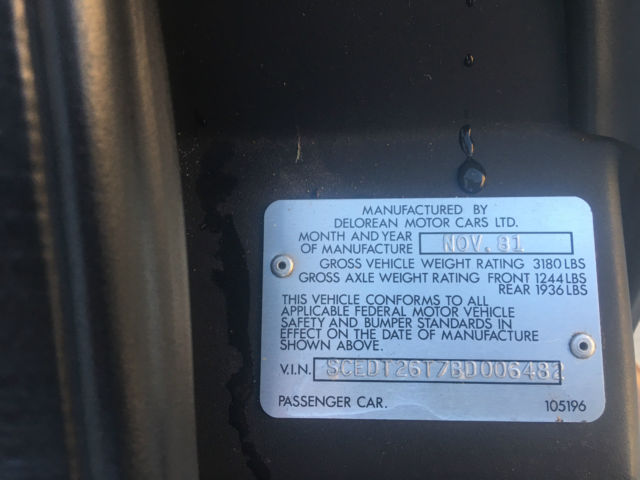 MANUFACTURED BY
DELOREAN MOTOR CARS LTD.
MONTH AND YEAR
OF MANUFACTURE NOV.81
GROSS VEHICLE WEIGHT RATING 3180 LBS
GROSS AXLE WEIGHT RATING FRONT 1244 LBS
REAR 1936 LBS
THIS VEHICLE CONFORMS TO ALL
APPLICABLE FEDERAL MOTOR VEHICLE
SAFETY AND BUMPER STANDARDS IN
EFFECT ON THE DATE OF MANUFACTURE
SHOWN ABOVE.
V.I.N. SCEDT26T7BD006482
PASSENGER CAR. 105196